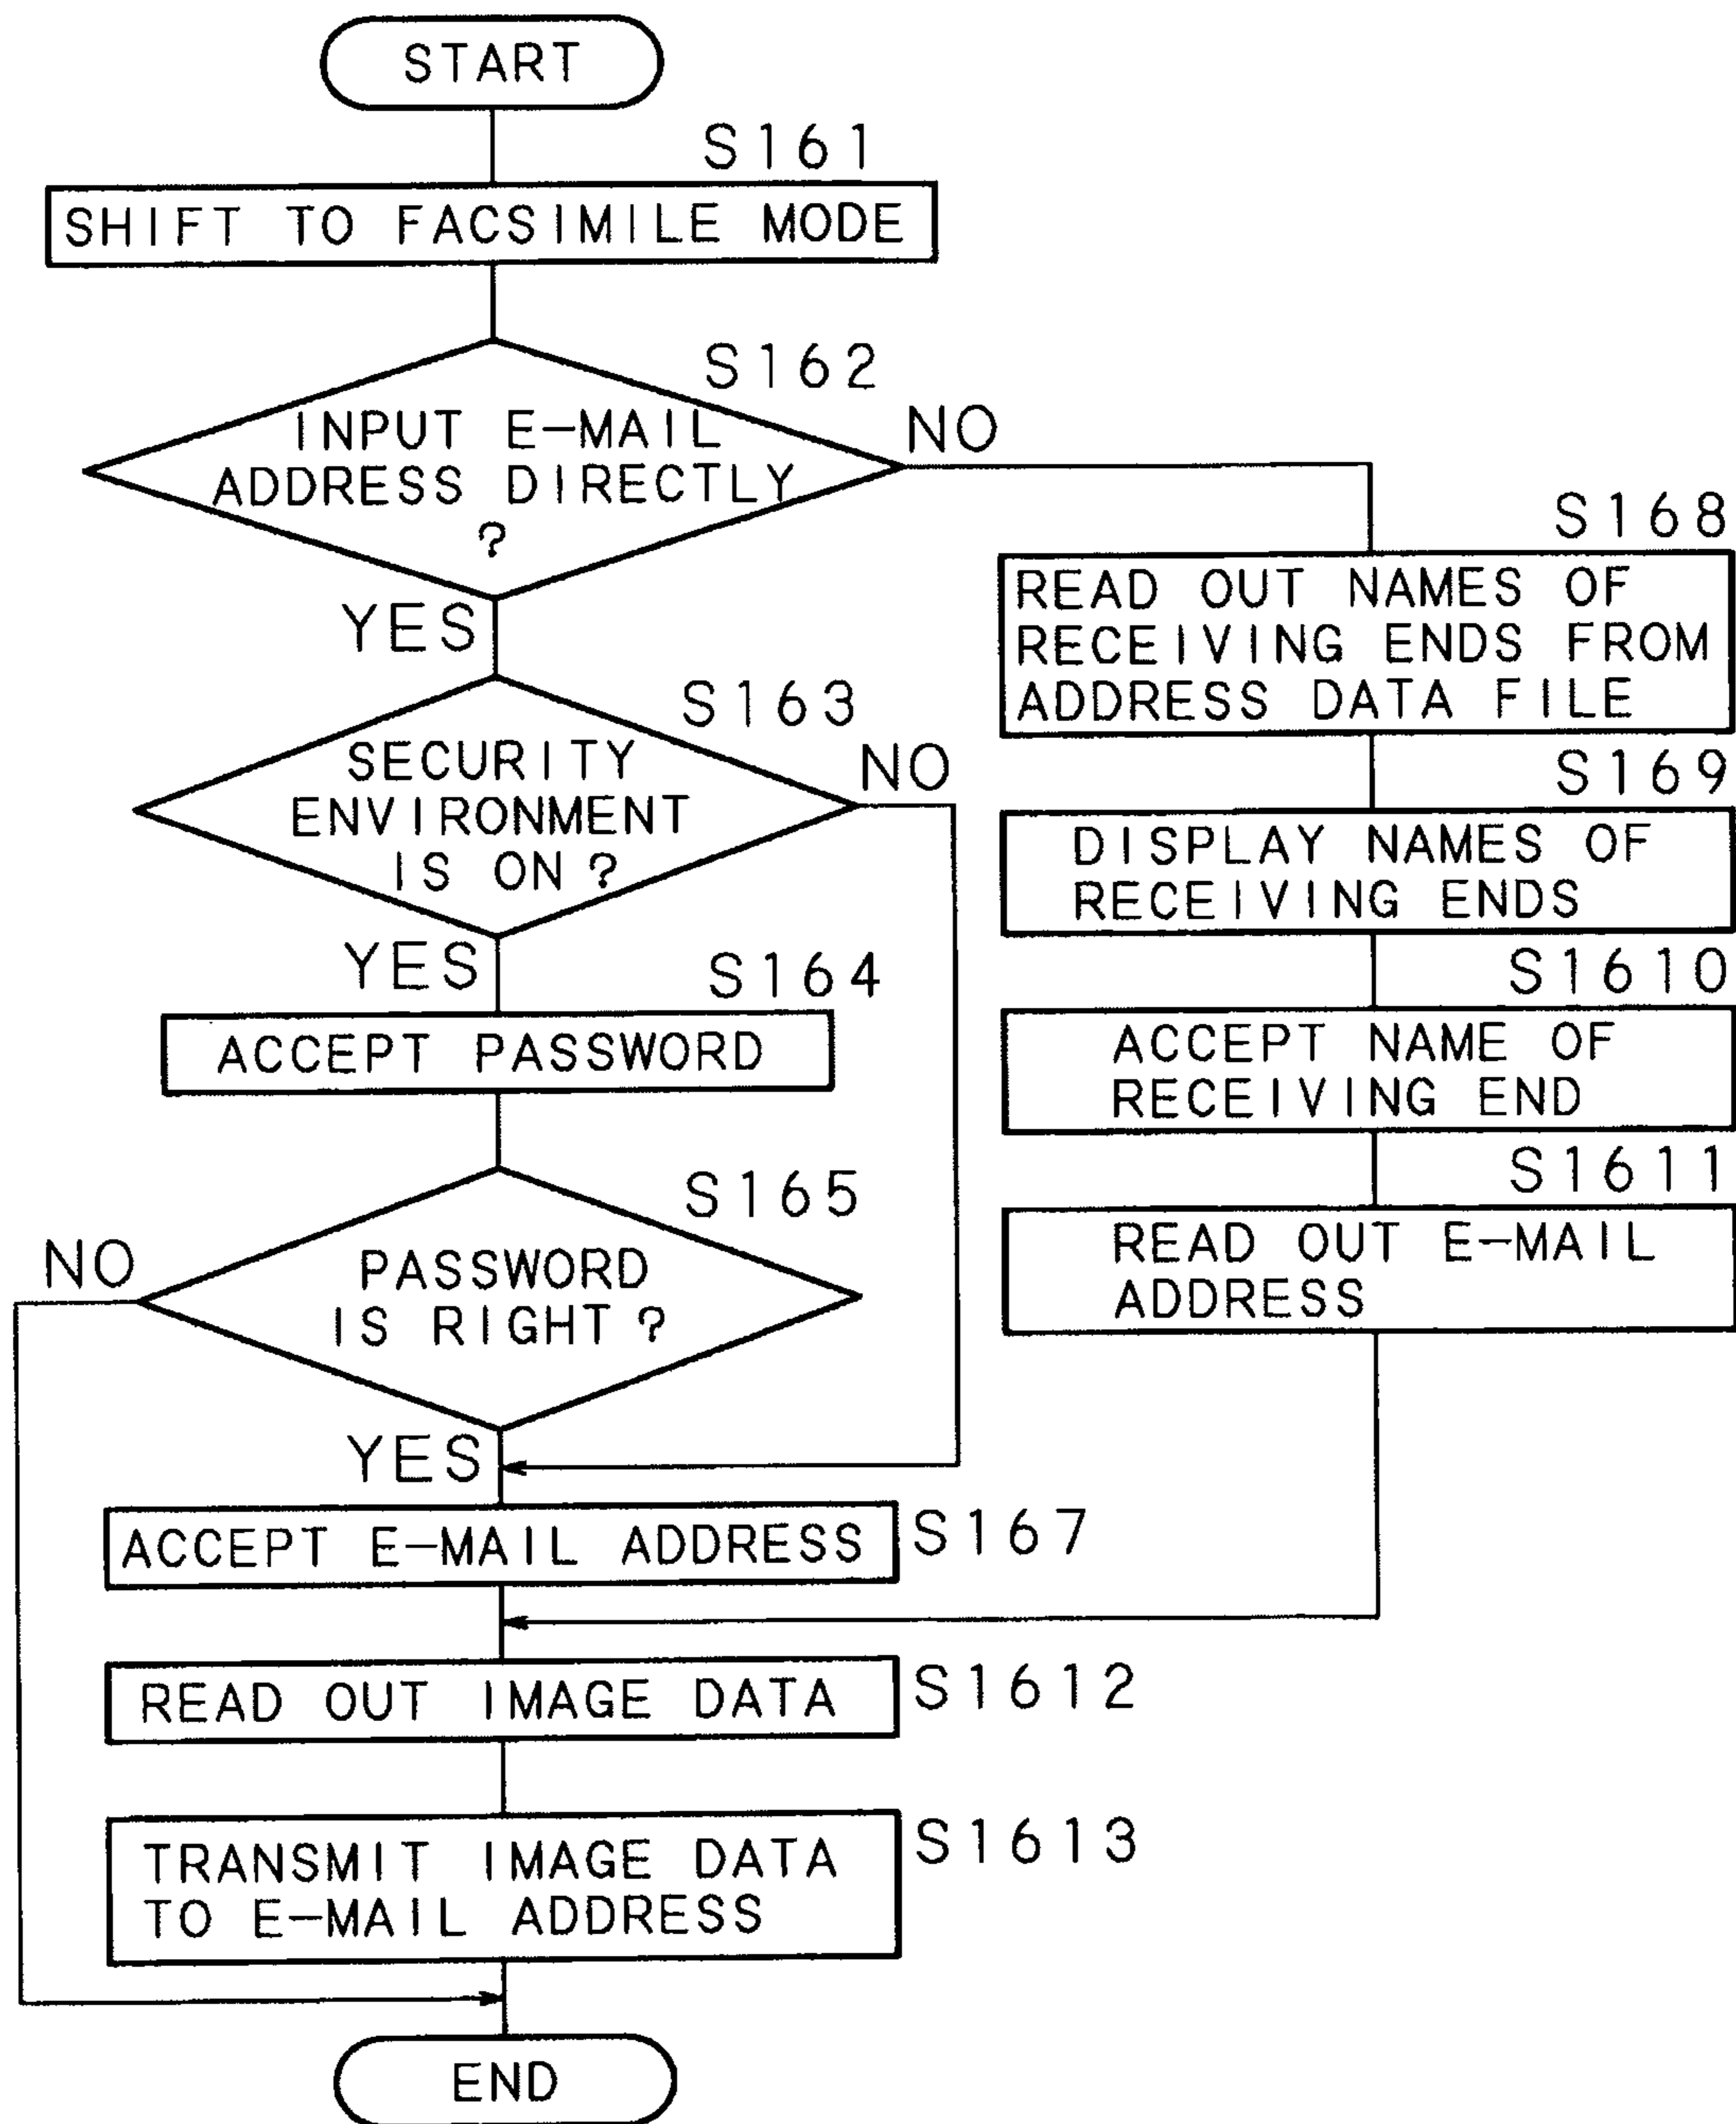 START
S161
SHIFT TO FACSIMILE MODE
S162
INPUT E-MAIL
ADDRESS DIRECTLY
?
NO
YES
S163
SECURITY
ENVIRONMENT
IS ON ?
NO
YES
S164
ACCEPT PASSWORD
S165
PASSWORD
IS RIGHT ?
NO
YES
ACCEPT E-MAIL ADDRESS
S167
S168
READ OUT NAMES OF
RECEIVING ENDS FROM
ADDRESS DATA FILE
S169
DISPLAY NAMES OF
RECEIVING ENDS
S1610
ACCEPT NAME OF
RECEIVING END
S1611
READ OUT E-MAIL
ADDRESS
READ OUT IMAGE DATA
S1612
TRANSMIT IMAGE DATA
TO E-MAIL ADDRESS
S1613
END